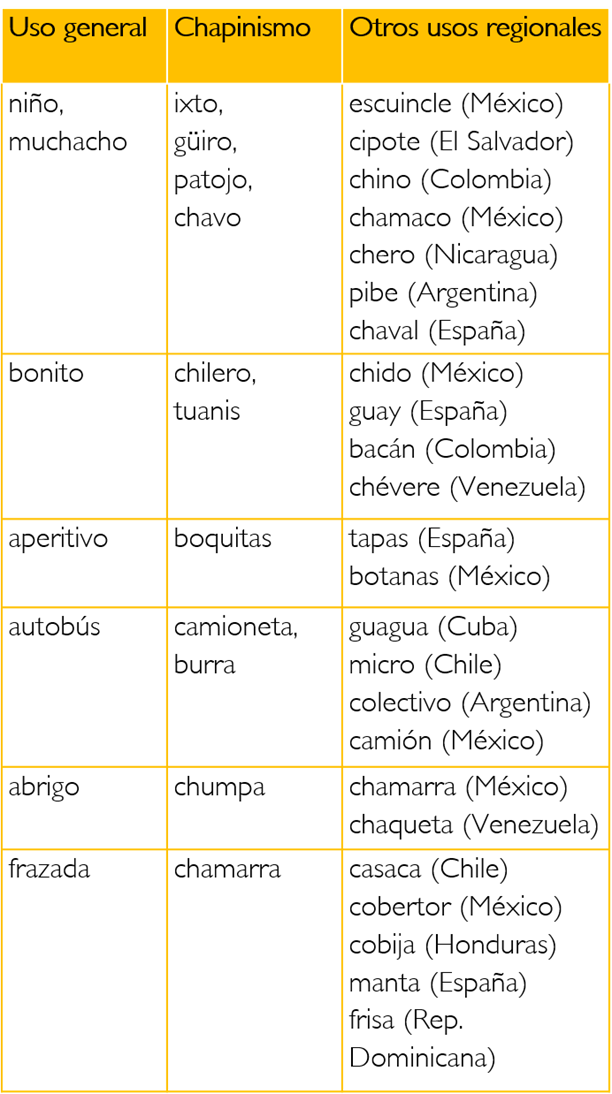 Uso general Chapinismo Otros usos regionales
niño, ixto, escuincle (México)
muchacho güiro, cipote (El Salvador)
patojo, chino (Colombia)
chavo chamaco (México)
chero (Nicaragua)
pibe (Argentina)
chaval (España)
bonito chilero, chido (México)
tuanis guay (España)
bacán (Colombia)
chévere (Venezuela)
aperitivo boquitas tapas (España)
botanas (México)
autobús camioneta, guagua (Cuba)
burra micro (Chile)
colectivo (Argentina)
camión (México)
abrigo chumpa chamarra (México)
chaqueta (Venezuela)
frazada chamarra casaca (Chile)
cobertor (México)
cobija (Honduras)
manta (España)
frisa (Rep.
Dominicana)